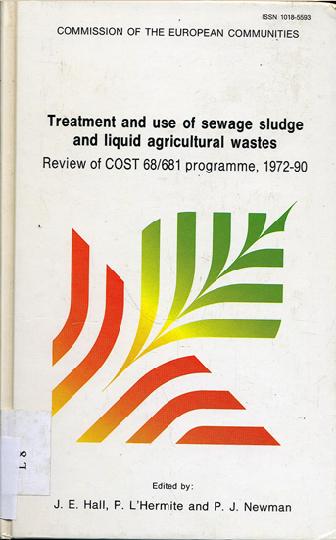 ISSN 1018-5593
COMMISSION OF THE EUROPEAN COMMUNITIES
Treatment and use of sewage sludge
and liquid agricultural wastes
Review of COST 68/681 programme, 1972-90
Edited by:
J. E. Hall, P. L'Hermite and P. J. Newman
L 8